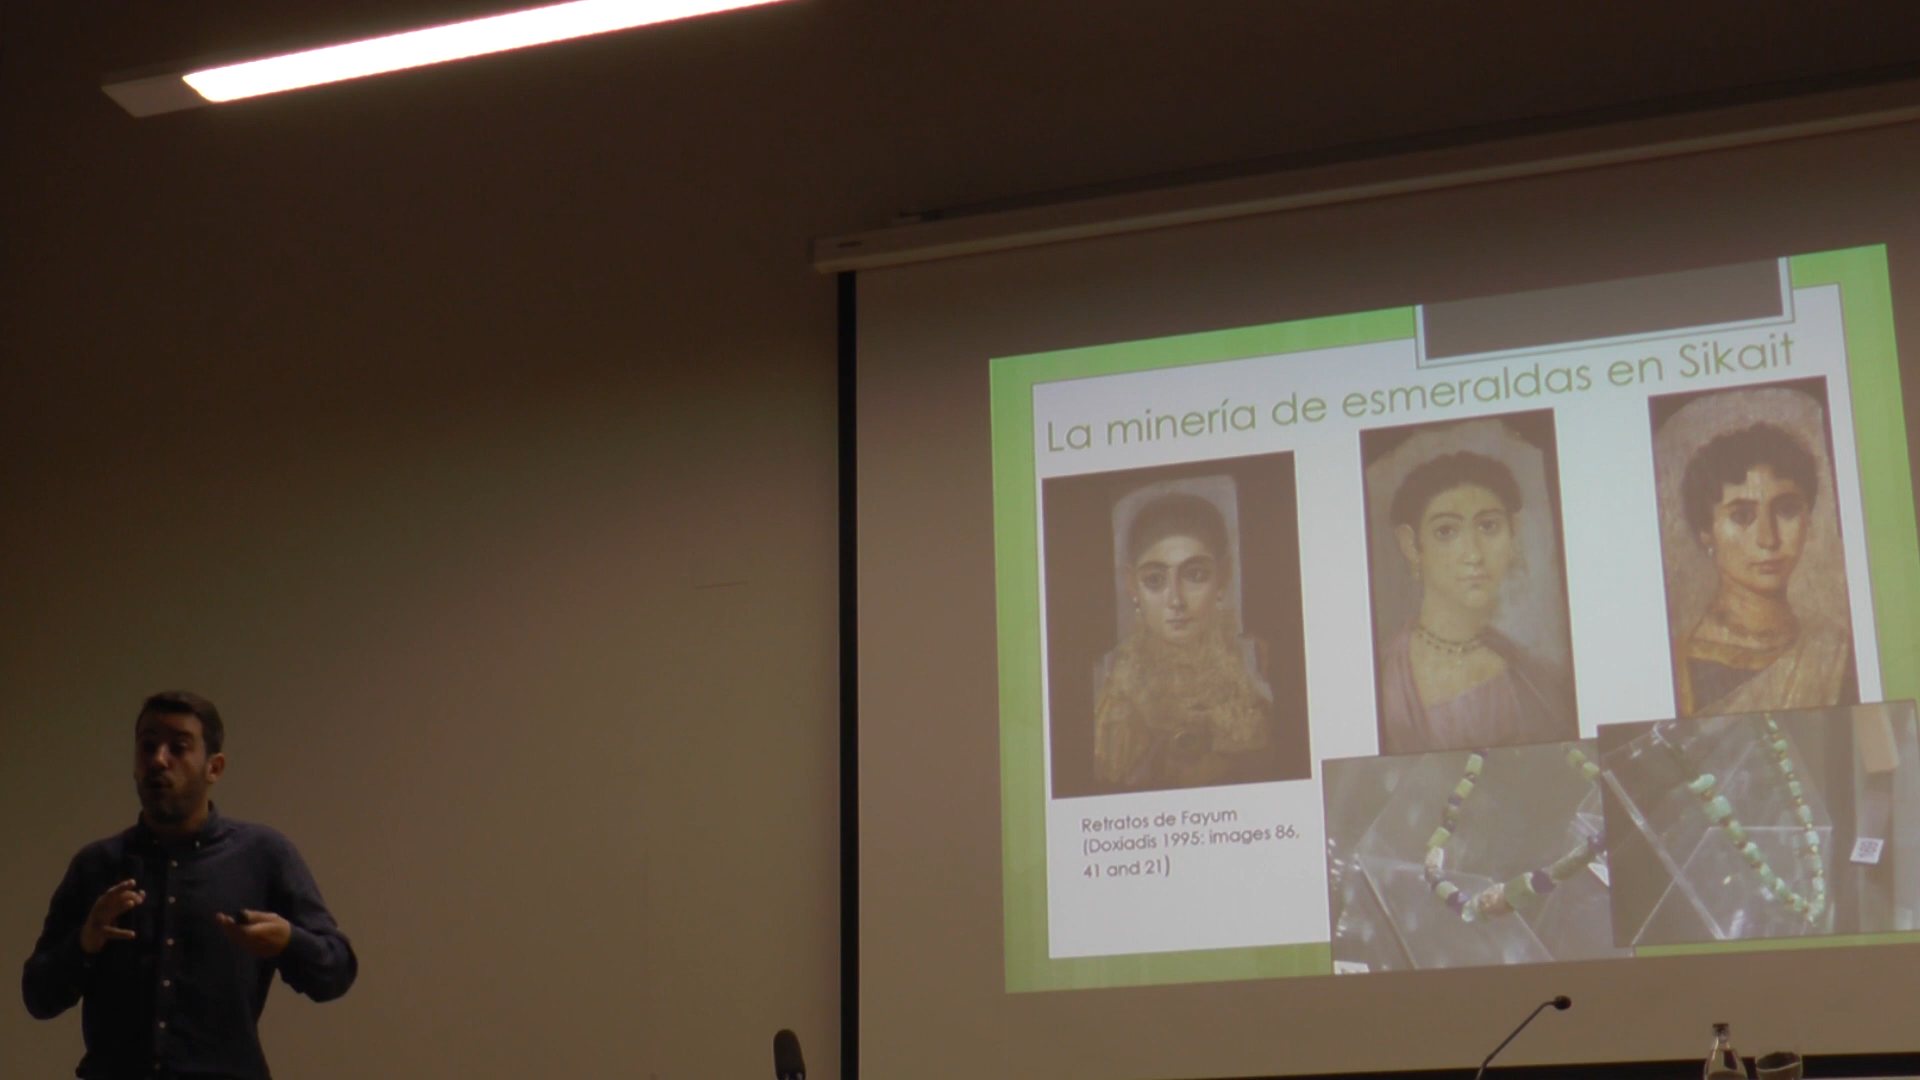 La minería de esmeraldas en Sikait
Retratos de Fayum
(Doxiadis 1995: images 86,
41 and 21)